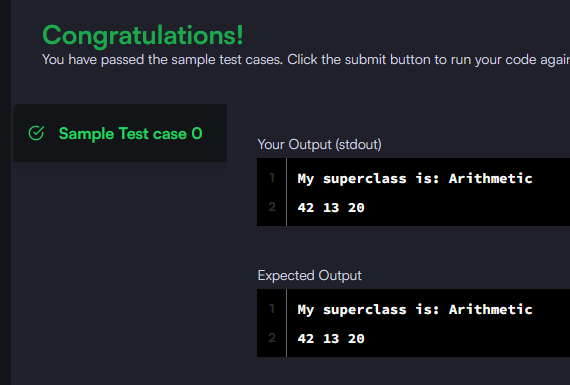 Congratulations!
You have passed the sample test cases. Click the submit button to run your code again
Sample Test case 0
Your Output (stdout)
1 My superclass is: Arithmetic
2 42 13 20
Expected Output
1 My superclass is: Arithmetic
2 42 13 20